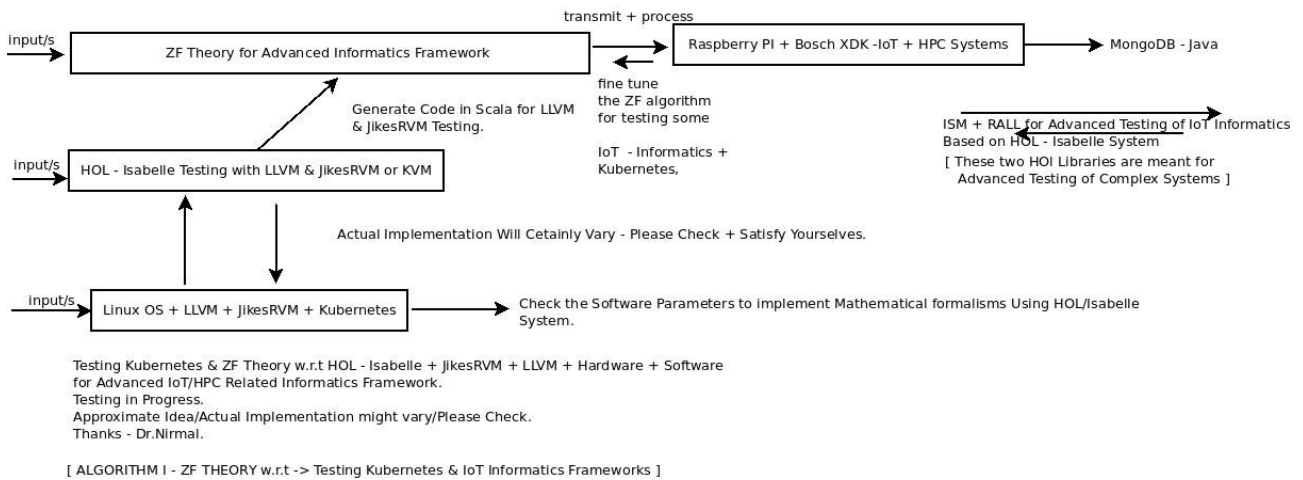 transmit + process
input/s
ZF Theory for Advanced Informatics Framework
Raspberry PI + Bosch XDK -IoT + HPC Systems
MongoDB - Java
fine tune
the ZF algorithm
for testing some
IoT - Informatics +
Kubernetes,
Generate Code in Scala for LLVM
& JikesRVM Testing.
ISM + RALL for Advanced Testing of IoT Informatics
Based on HOL - Isabelle System
[ These two HOl Libraries are meant for
Advanced Testing of Complex Systems ]
input/s
HOL - Isabelle Testing with LLVM & JikesRVM or KVM
Actual Implementation Will Cetainly Vary - Please Check + Satisfy Yourselves.
input/s
Linux OS + LLVM + JikesRVM + Kubernetes
Check the Software Parameters to implement Mathematical formalisms Using HOL/Isabelle
System.
Testing Kubernetes & ZF Theory w.r.t HOL - Isabelle + JikesRVM + LLVM + Hardware + Software
for Advanced IoT/HPC Related Informatics Framework.
Testing in Progress.
Approximate Idea/Actual Implementation might vary/Please Check.
Thanks - Dr.Nirmal.
[ ALGORITHM I - ZF THEORY w.r.t -> Testing Kubernetes & IoT Informatics Frameworks ]